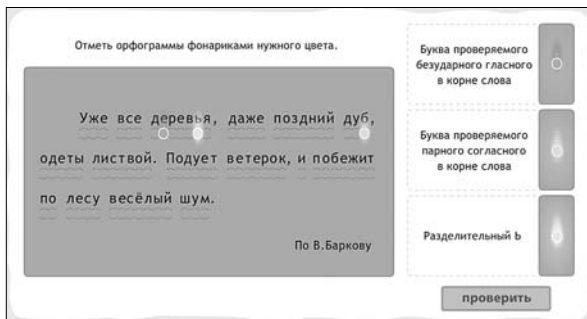 Отметь орфограммы фонариками нужного цвета.
Уже все деревья, даже поздний дуб,
одеты листвой. Подует ветерок, и побежит
по лесу весёлый шум.
По В.Баркову
Буква проверяемого
безударного гласного
в корне слова
Буква проверяемого
парного согласного
в корне слова
Разделительный Ь
проверить